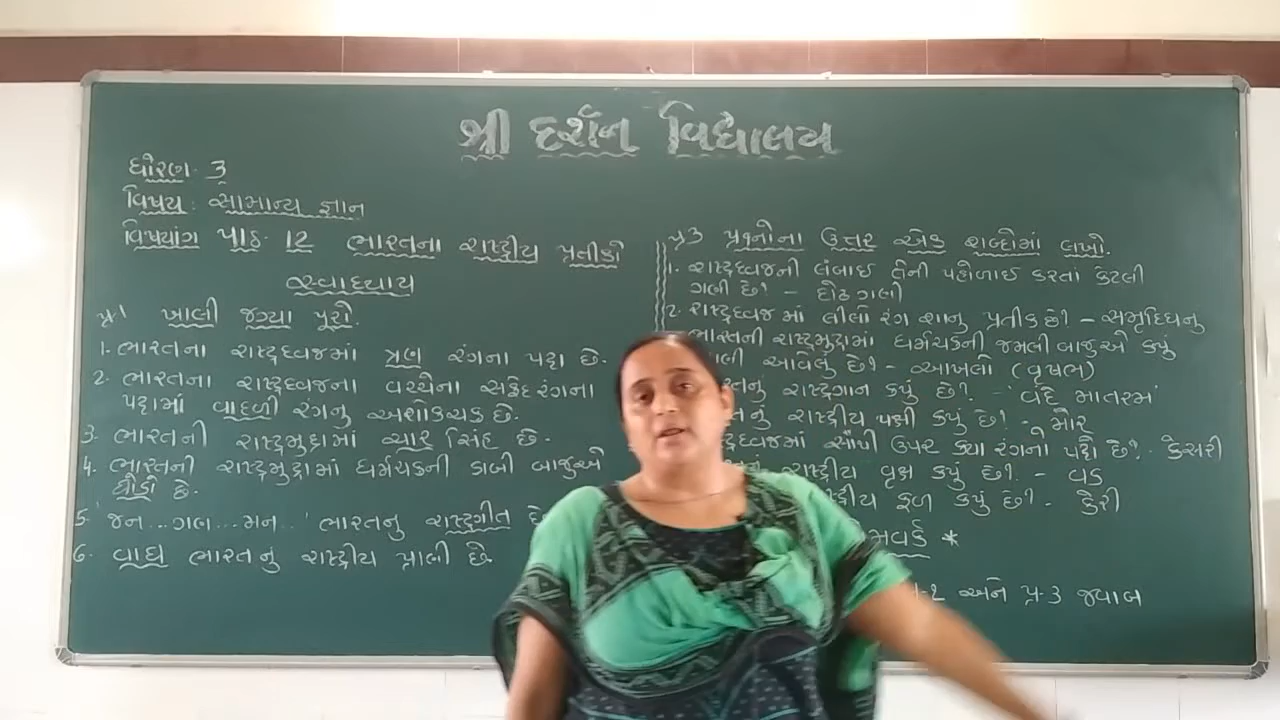 શ્રી દર્શન વિદ્યાલય
ધોરણ- 3
વિષય: સામાન્ય જ્ઞાન
વિષયાંગ પાઠ- 12 ભારતના રાષ્ટ્રીય પ્રતીકો
સ્વાધ્યાય
પ્ર-1 ખાલી જગ્યા પૂરો.
1. ભારતના રાષ્ટ્રધ્વજમાં ત્રણ રંગના પટ્ટા છે.
2. ભારતના રાષ્ટ્રધ્વજના વચ્ચેના સફેદ રંગના
પટ્ટામાં વાદળી રંગનુ અશોકચક્ર છે.
3. ભારતની રાષ્ટ્રમુદ્રામાં ચાર સિંહ છે.
4. ભારતની રાષ્ટ્રમુદ્રામાં ધર્મચક્રની ડાબી બાજુએ
ઘોડો છે.
5. 'જન...ગણ...મન..' ભારતનુ રાષ્ટ્રગીત
6. વાઘ ભારતનુ રાષ્ટ્રીય પ્રાણી છે.
પ્ર-3 પ્રશ્નોના ઉત્તર એક શબ્દોમાં લખો.
1. રાષ્ટ્રધ્વજની લંબાઈ તેની પહોળાઈ કરતાં કેટલી
ગણી છે? - દોઢ ગણી
2. રાષ્ટ્રધ્વજ માં લીલો રંગ શાનુ પ્રતીક છે? - સમૃદ્ધિનુ
ભારતની રાષ્ટ્રમુદ્રામાં ધર્મચક્રની જમણી બાજુએ કયું
આવેલું છે? - આખલો (વૃષભ)
રાષ્ટ્રગાન કયું છે? - 'વંદે માતરમ'
રાષ્ટ્રીય પક્ષી કયું છે? - મોર
સૌથી ઉપર કયા રંગનો પટ્ટો છે? - કેસરી
રાષ્ટ્રીય વૃક્ષ કયું છે? - વડ
ફળ કયું છે? - કેરી
*
અને પ્ર-3 જવાબ